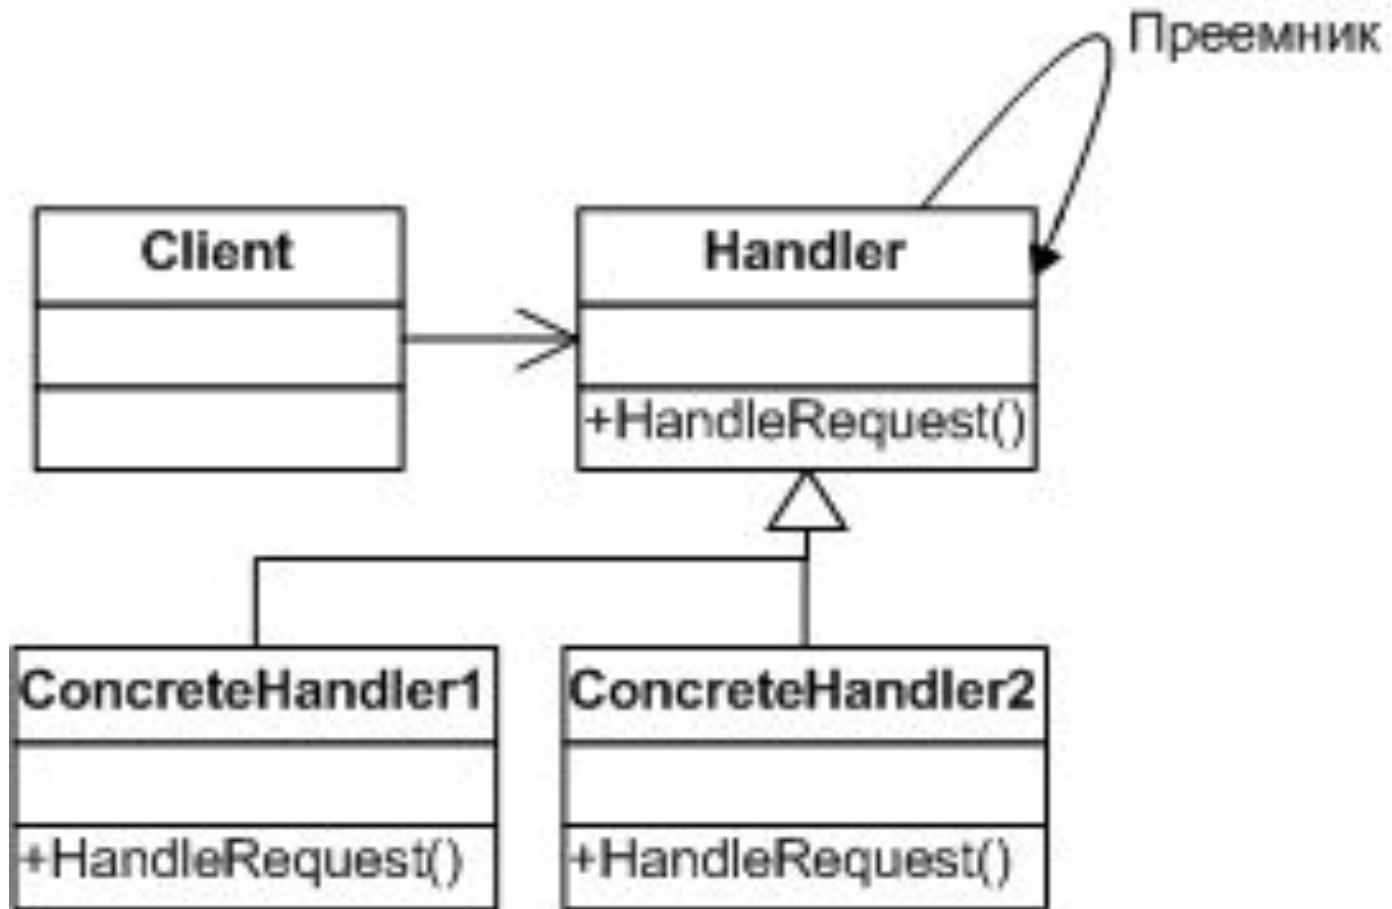 Преемник
Client
Handler
+HandleRequest()
ConcreteHandler1
ConcreteHandler2
+HandleRequest()
+HandleRequest()